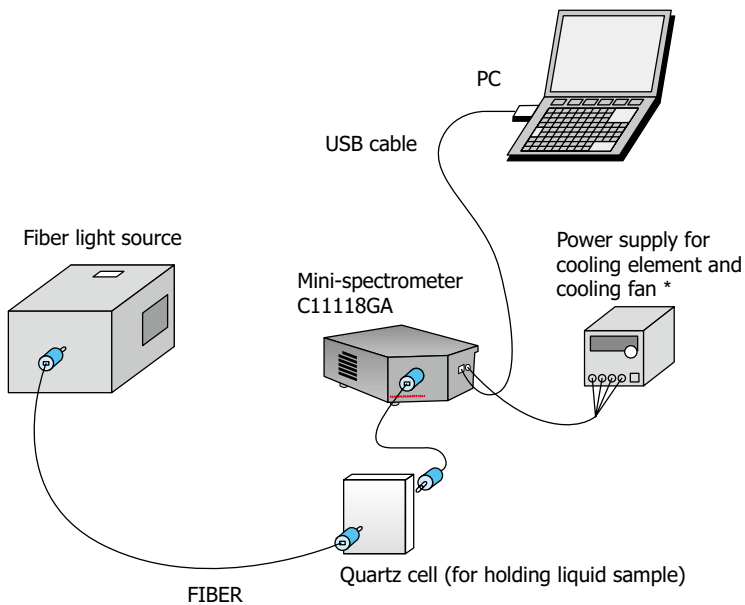 PC
USB cable
Fiber light source
Power supply for
cooling element and
cooling fan *
Mini-spectrometer
C11118GA
Quartz cell (for holding liquid sample)
FIBER